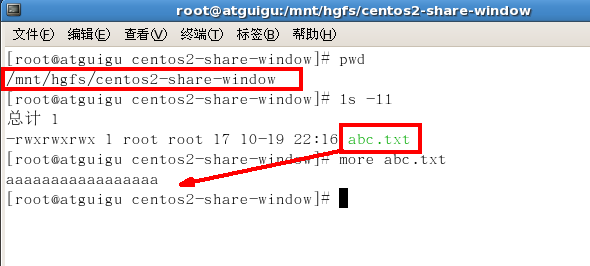 root@atguigu:/mnt/hgfs/centos2-share-window
文件(F) 编辑(E) 查看(V) 终端(T) 标签(B) 帮助(H)
[root@atguigu centos2-share-window]# pwd
/mnt/hgfs/centos2-share-window
[root@atguigu centos2-share-window]# ls -ll
总计 1
-rwxrwxrwx 1 root root 17 10-19 22:16 abc.txt
[root@atguigu centos2-share-window]# more abc.txt
aaaaaaaaaaaaaaaaa
[root@atguigu centos2-share-window]#